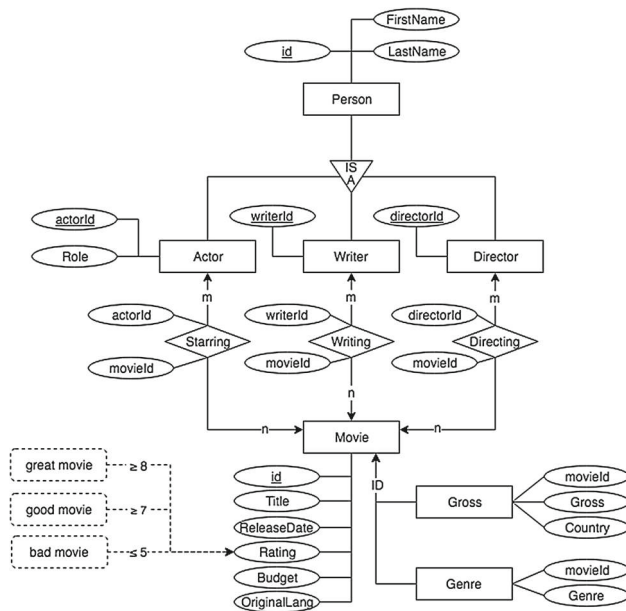 FirstName
id
LastName
Person
IS
A
actorId
writerId
directorId
Role
Actor
Writer
Director
m
m
m
actorId
writerId
directorId
Starring
Writing
Directing
movieId
movieId
movieId
n
n
n
Movie
great movie
≥ 8
id
ID
movieId
Title
Gross
Gross
good movie
≥ 7
ReleaseDate
Country
bad movie
≤ 5
Rating
Budget
movieId
Genre
OriginalLang
Genre